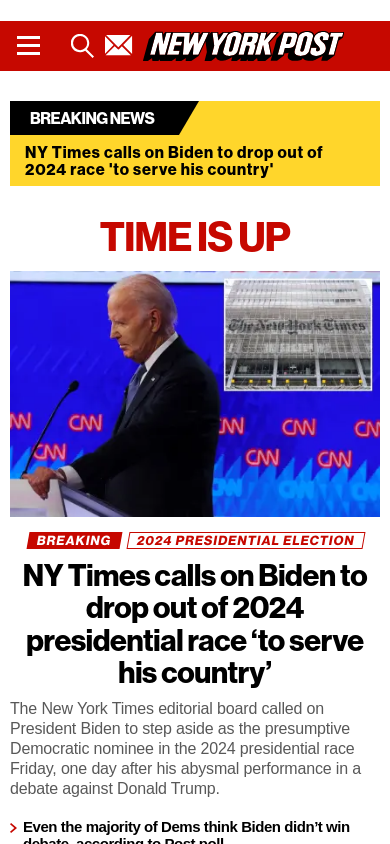 NEW YORK POST
BREAKING NEWS
NY Times calls on Biden to drop out of
2024 race 'to serve his country'
TIME IS UP
The New York Times
CNN
CNN
CNN
CNN
CNN
CNN
CNN
CNN
BREAKING
2024 PRESIDENTIAL ELECTION
NY Times calls on Biden to
drop out of 2024
presidential race ‘to serve
his country’
The New York Times editorial board called on
President Biden to step aside as the presumptive
Democratic nominee in the 2024 presidential race
Friday, one day after his abysmal performance in a
debate against Donald Trump.
Even the majority of Dems think Biden didn’t win
debate, according to Post poll